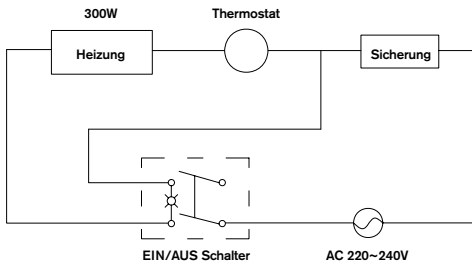 300W
Thermostat
Heizung
Sicherung
EIN/AUS Schalter
AC 220~240V